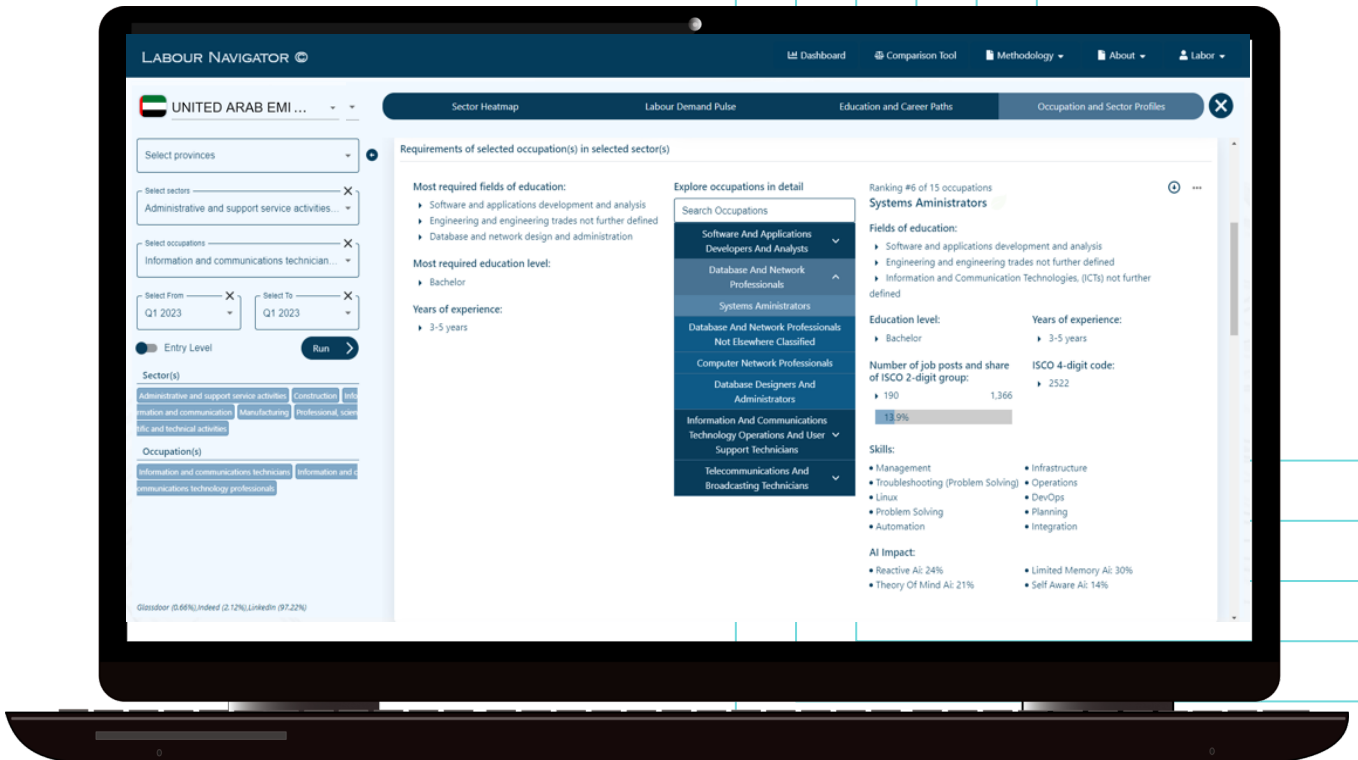 LABOUR NAVIGATOR ©
Dashboard
Comparison Tool
Methodology
About
Labor
UNITED ARAB EMI ...
Sector Heatmap
Labour Demand Pulse
Education and Career Paths
Occupation and Sector Profiles
Select provinces
Select sectors
Administrative and support service activities...
Select occupations
Information and communications technician...
Select From
Q1 2023
Select To
Q1 2023
Entry Level
Run
Sector(s)
Administrative and support service activities Construction Info
rmation and communication Manufacturing Professional, scien
tific and technical activities
Occupation(s)
Information and communications technicians Information and c
ommunications technology professionals
Glassdoor (0.66%),Indeed (2.12%),LinkedIn (97.22%)
Requirements of selected occupation(s) in selected sector(s)
Most required fields of education:
Software and applications development and analysis
Engineering and engineering trades not further defined
Database and network design and administration
Most required education level:
Bachelor
Years of experience:
3-5 years
Explore occupations in detail
Search Occupations
Software And Applications
Developers And Analysts
Database And Network
Professionals
Systems Aministrators
Database And Network Professionals
Not Elsewhere Classified
Computer Network Professionals
Database Designers And
Administrators
Information And Communications
Technology Operations And User
Support Technicians
Telecommunications And
Broadcasting Technicians
Ranking #6 of 15 occupations
Systems Aministrators
Fields of education:
Software and applications development and analysis
Engineering and engineering trades not further defined
Information and Communication Technologies, (ICTs) not further
defined
Education level:
Bachelor
Years of experience:
3-5 years
Number of job posts and share
of ISCO 2-digit group:
190 1,366
13.9%
ISCO 4-digit code:
2522
Skills:
• Management
• Troubleshooting (Problem Solving)
• Linux
• Problem Solving
• Automation
• Infrastructure
• Operations
• DevOps
• Planning
• Integration
AI Impact:
• Reactive Ai: 24%
• Limited Memory Ai: 30%
• Theory Of Mind Ai: 21%
• Self Aware Ai: 14%